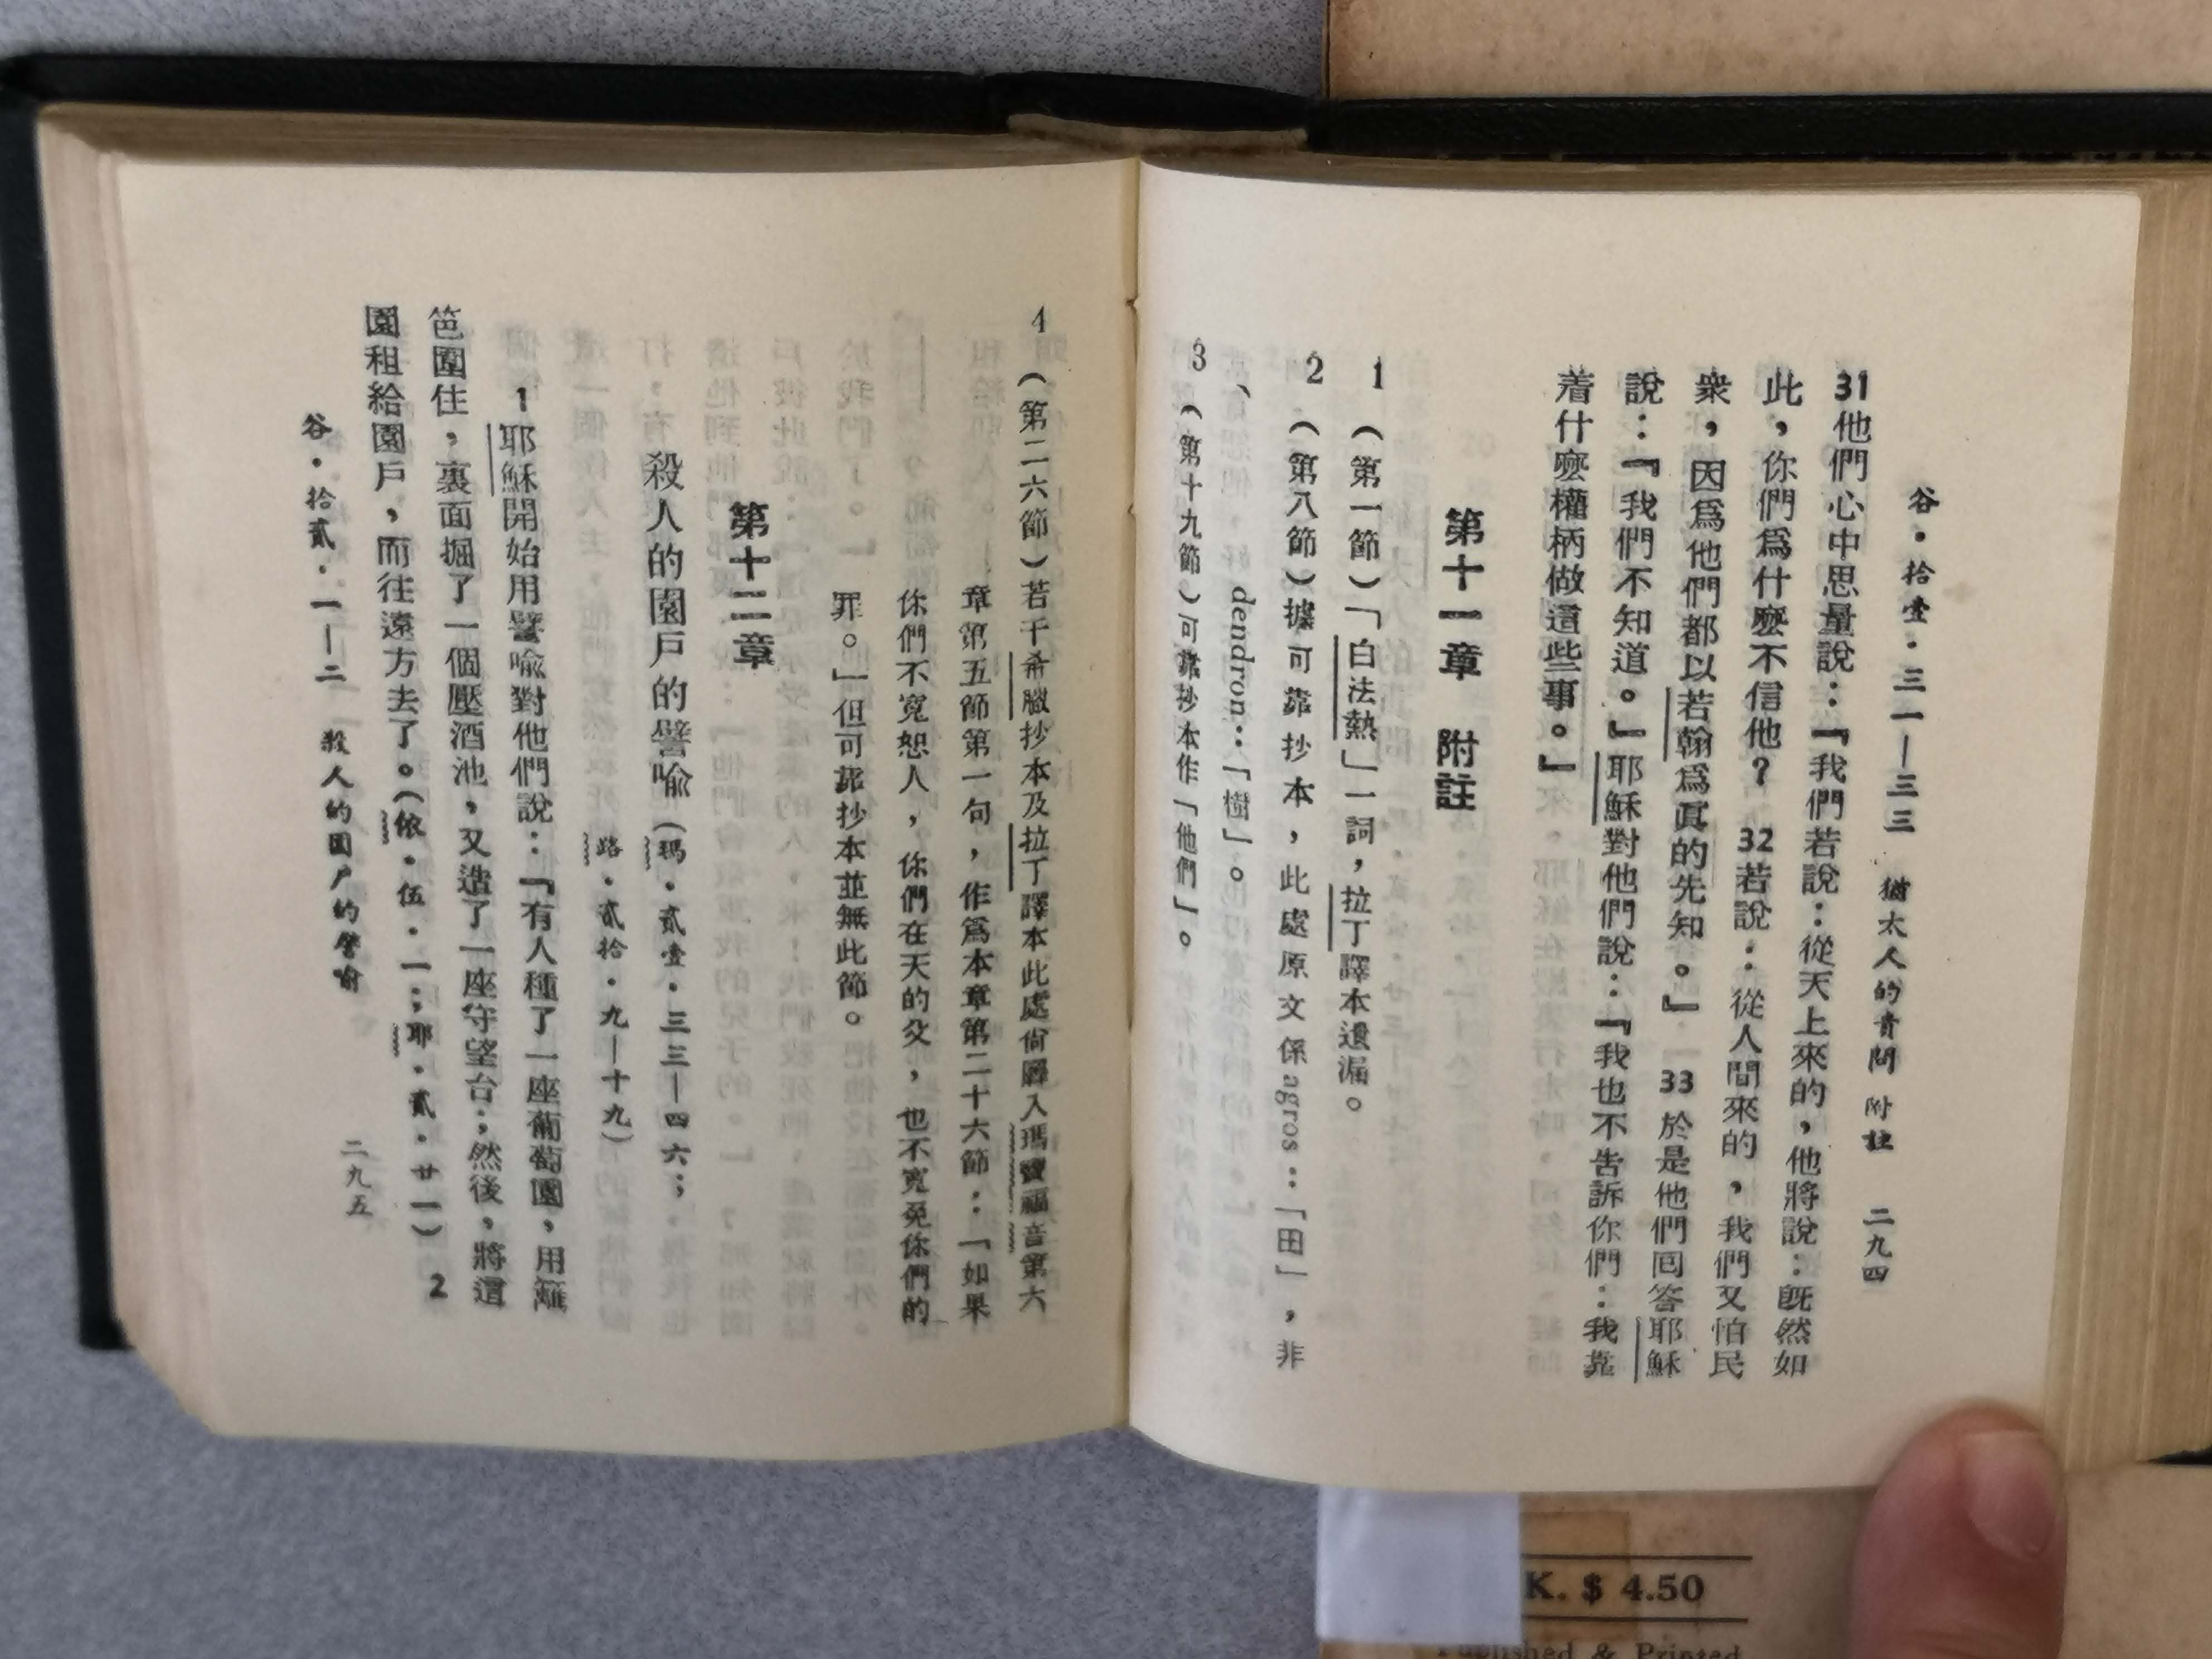 谷．拾壹．三一—三三　猶太人的責問　附註　二九四
31他們心中思量說：『我們若說：從天上來的，他將說：旣然如
此，你們爲什麼不信他？　32若說：從人間來的，我們又怕民
衆，因爲他們都以若翰爲眞的先知。』　33於是他們回答耶穌
說：『我們不知道。』耶穌對他們說：『我也不告訴你們：我靠
着什麼權柄做這些事。』
第十一章　附註
1　（第一節）「白法熱」一詞，拉丁譯本遺漏。
2　（第八節）據可靠抄本，此處原文係agros：「田」，非
dendron：「樹」。
3　（第十九節）可靠抄本作「他們」。
4　（第二六節）若干希臘抄本及拉丁譯本此處尙羼入瑪竇福音第六
章第五節第一句，作爲本章第二十六節：「如果
你們不寬恕人，你們在天的父，也不寬免你們的
罪。」但可靠抄本並無此節。
第十二章
殺人的園戶的譬喩（瑪．貳壹．三三—四六；
路．貳拾．九—十九）
1耶穌開始用譬喩對他們說：『有人種了一座葡萄園，用籬
笆圍住，裏面掘了一個壓酒池，又造了一座守望台；然後，將這
園租給園戶，而往遠方去了。（依．伍．一；耶．貳．廿一）　2
谷．拾貳．一—二　殺人的園戶的譬喩　二九五
K. $ 4.50
Published & Printed